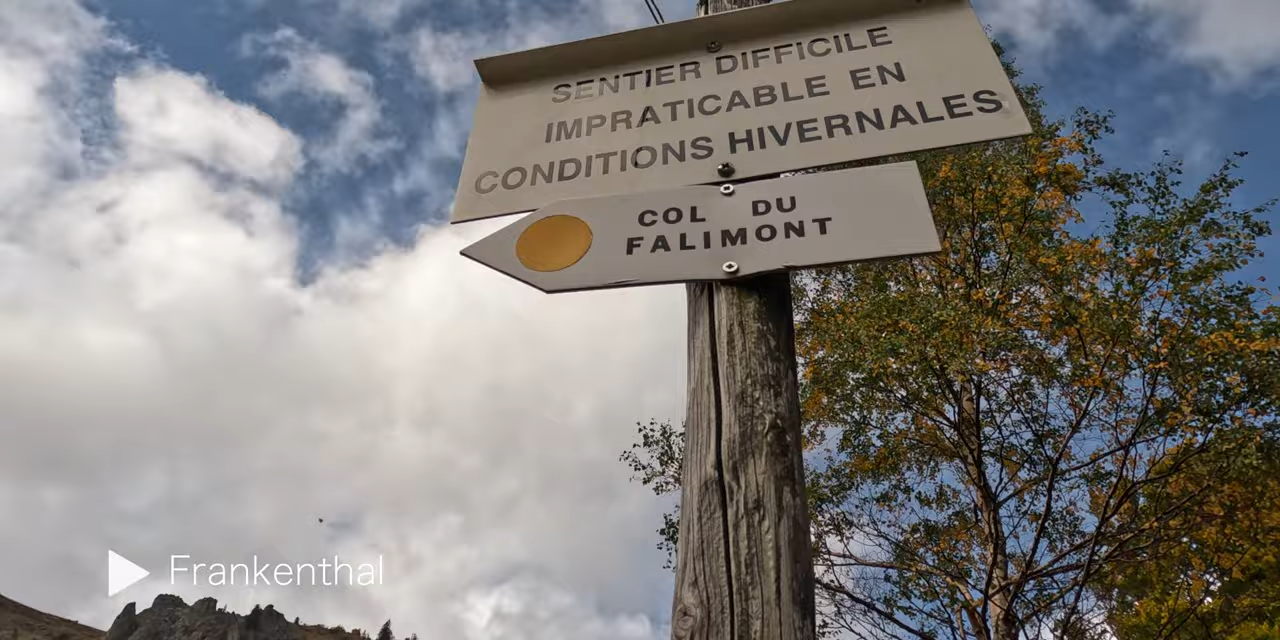 SENTIER DIFFICILE
IMPRATICABLE EN
CONDITIONS HIVERNALES
COL DU
FALIMONT
Frankenthal